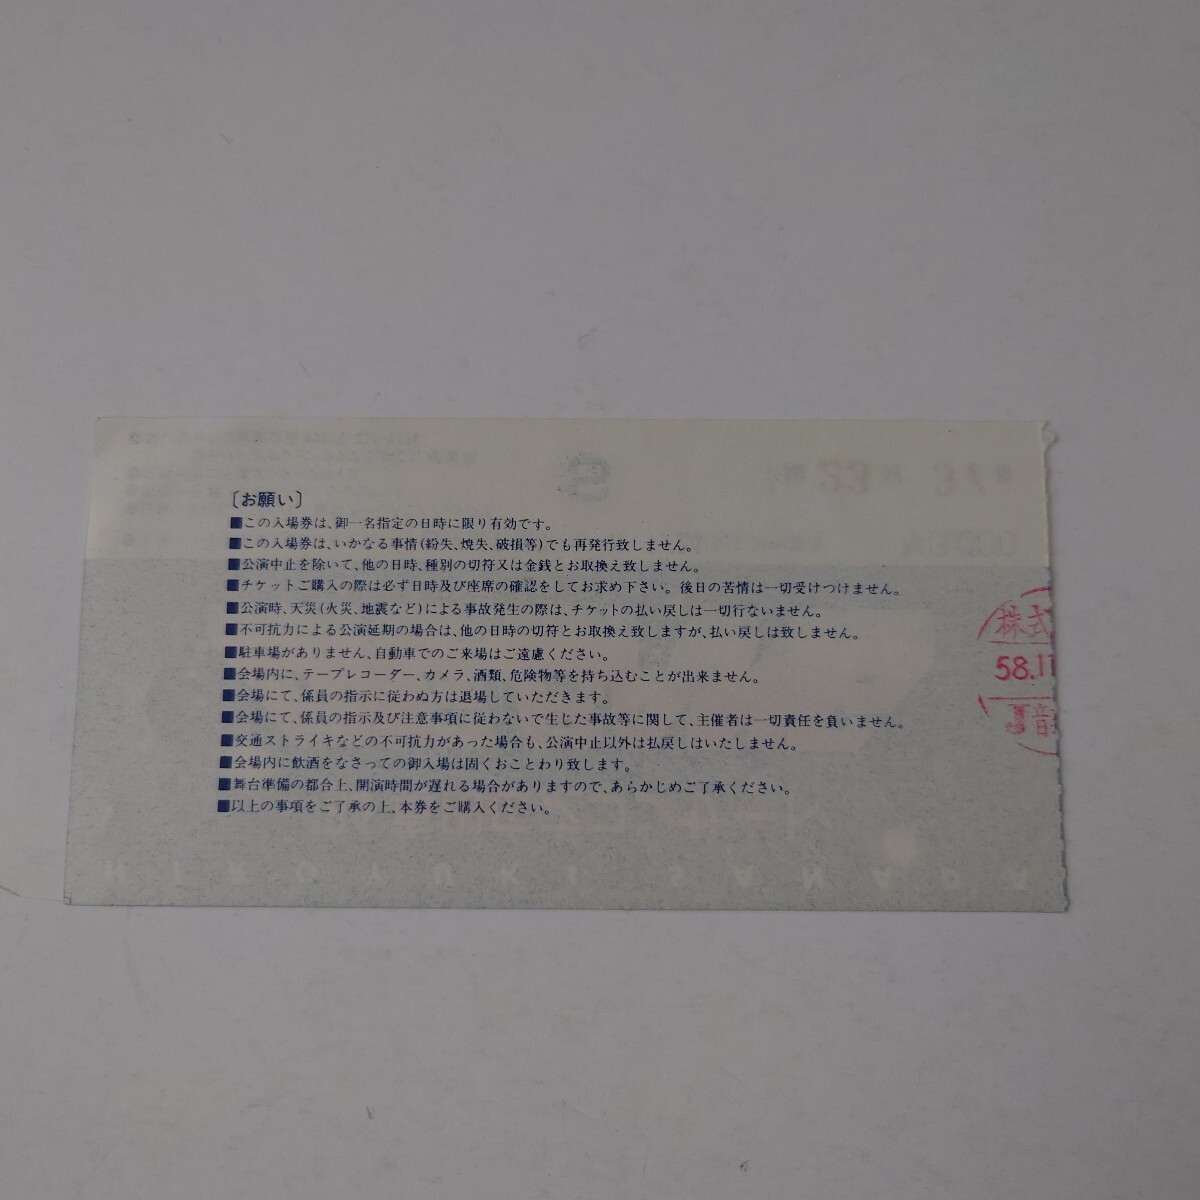 〔お願い〕
■この入場券は、御一名指定の日時に限り有効です。
■この入場券は、いかなる事情(紛失、焼失、破損等)でも再発行致しません。
■公演中止を除いて、他の日時、種別の切符又は金銭とお取換え致しません。
■チケットご購入の際は必ず日時及び座席の確認をしてお求め下さい。後日の苦情は一切受けつけません。
■公演時、天災(火災、地震など)による事故発生の際は、チケットの払い戻しは一切行ないません。
■不可抗力による公演延期の場合は、他の日時の切符とお取換え致しますが、払い戻しは致しません。
■駐車場がありません、自動車でのご来場はご遠慮ください。
■会場内に、テープレコーダー、カメラ、酒類、危険物等を持ち込むことが出来ません。
■会場にて、係員の指示に従わぬ方は退場していただきます。
■会場にて、係員の指示及び注意事項に従わないで生じた事故等に関して、主催者は一切責任を負いません。
■交通ストライキなどの不可抗力があった場合も、公演中止以外は払戻しはいたしません。
■会場内に飲酒をなさっての御入場は固くおことわり致します。
■舞台準備の都合上、開演時間が遅れる場合がありますので、あらかじめご了承ください。
■以上の事項をご了承の上、本券をご購入ください。
株式
58.11
音
HIROYUKI SANADA